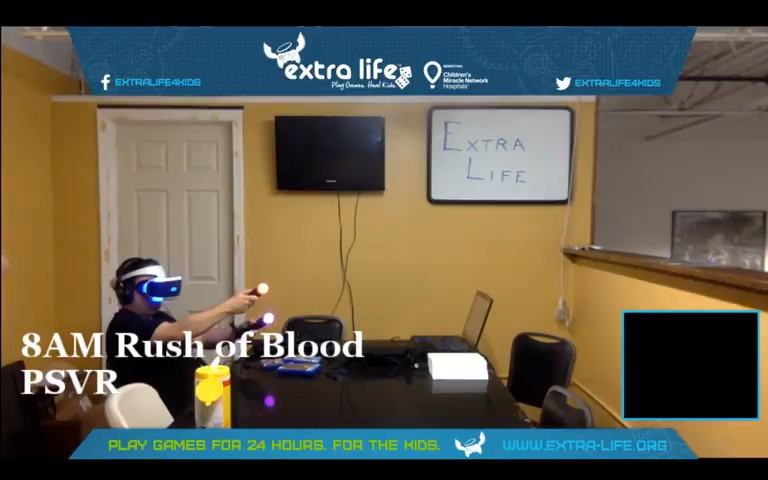 extra life
Play Games. Heal Kids.
BENEFITING
Children's
Miracle Network
Hospitals
EXTRALIFE4KIDS
EXTRALIFE4KIDS
EXTRA
LIFE
8AM Rush of Blood
PSVR
PLAY GAMES FOR 24 HOURS. FOR THE KIDS.
WWW.EXTRA-LIFE.ORG